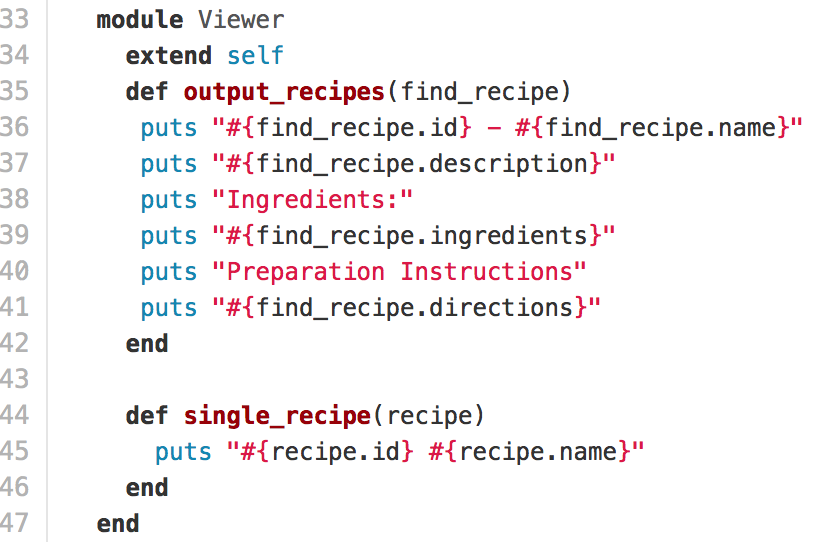 33 module Viewer
34 extend self
35 def output_recipes(find_recipe)
36 puts "#{find_recipe.id} – #{find_recipe.name}"
37 puts "#{find_recipe.description}"
38 puts "Ingredients:"
39 puts "#{find_recipe.ingredients}"
40 puts "Preparation Instructions"
41 puts "#{find_recipe.directions}"
42 end
43
44 def single_recipe(recipe)
45 puts "#{recipe.id} #{recipe.name}"
46 end
47 end